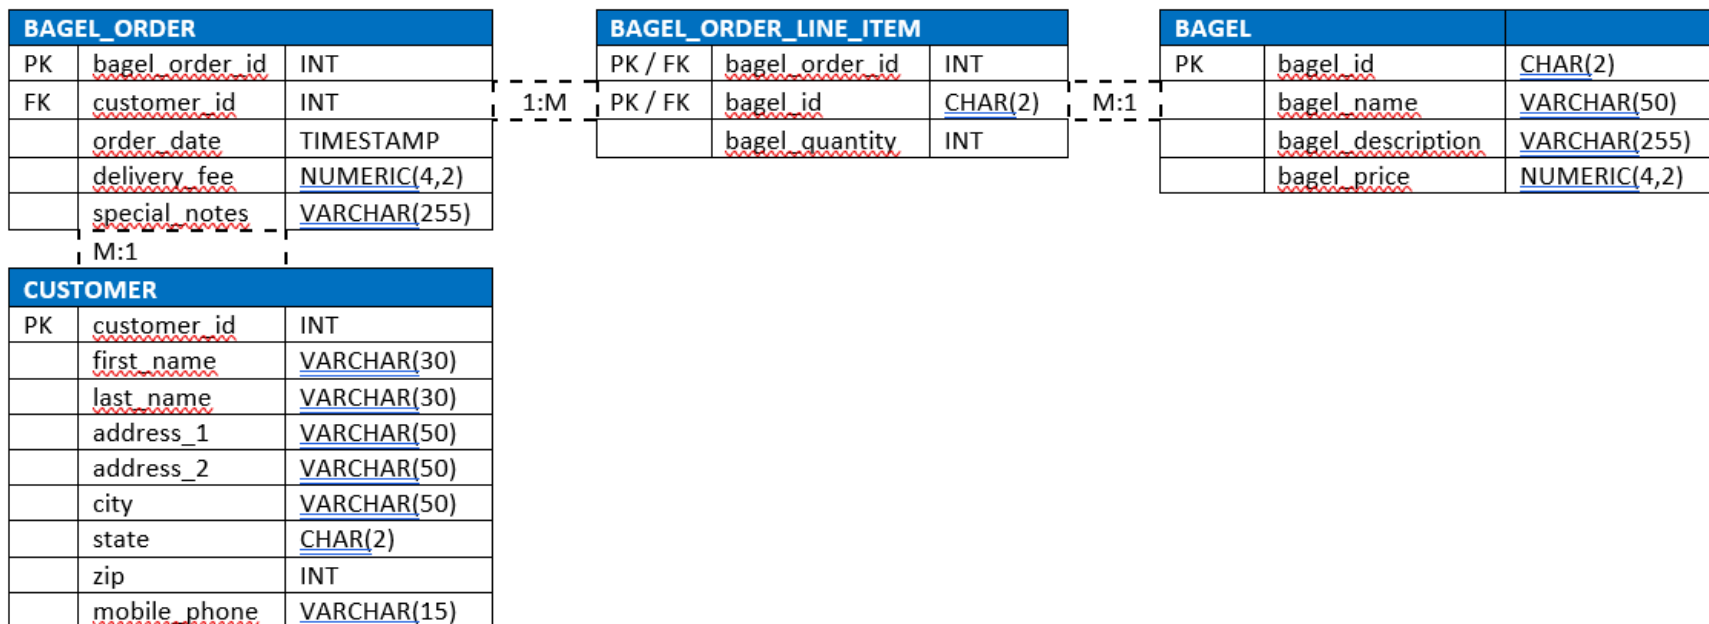 BAGEL_ORDER
PK bagel_order_id INT
FK customer_id INT
order_date TIMESTAMP
delivery_fee NUMERIC(4,2)
special_notes VARCHAR(255)
1:M
BAGEL_ORDER_LINE_ITEM
PK / FK bagel_order_id INT
PK / FK bagel_id CHAR(2)
bagel_quantity INT
M:1
BAGEL
PK bagel_id CHAR(2)
bagel_name VARCHAR(50)
bagel_description VARCHAR(255)
bagel_price NUMERIC(4,2)
M:1
CUSTOMER
PK customer_id INT
first_name VARCHAR(30)
last_name VARCHAR(30)
address_1 VARCHAR(50)
address_2 VARCHAR(50)
city VARCHAR(50)
state CHAR(2)
zip INT
mobile_phone VARCHAR(15)